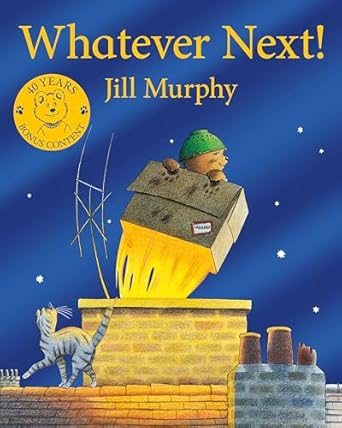 Whatever Next!
Jill Murphy
40 YEARS
BONUS CONTENT